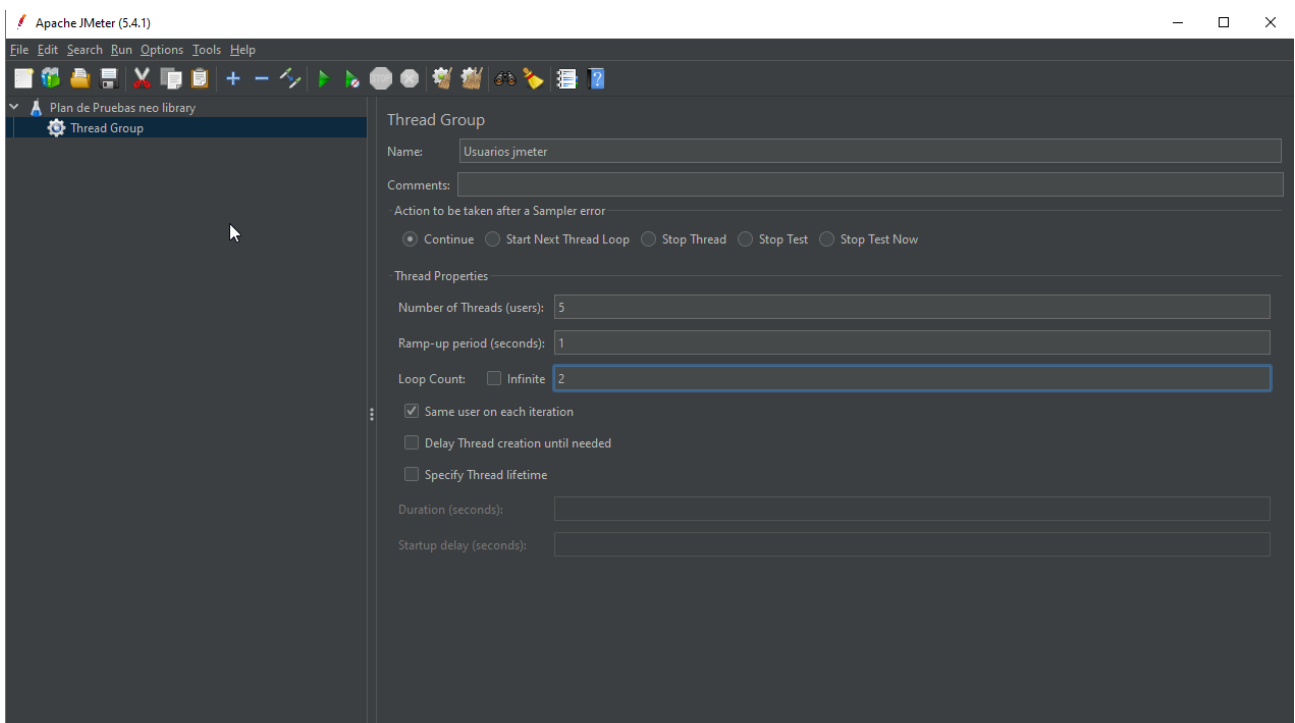 Apache JMeter (5.4.1)
File Edit Search Run Options Tools Help
STOP
Plan de Pruebas neo library
Thread Group
Thread Group
Name: Usuarios jmeter
Comments:
Action to be taken after a Sampler error
Continue Start Next Thread Loop Stop Thread Stop Test Stop Test Now
Thread Properties
Number of Threads (users): 5
Ramp-up period (seconds): 1
Loop Count: Infinite 2
Same user on each iteration
Delay Thread creation until needed
Specify Thread lifetime
Duration (seconds):
Startup delay (seconds):